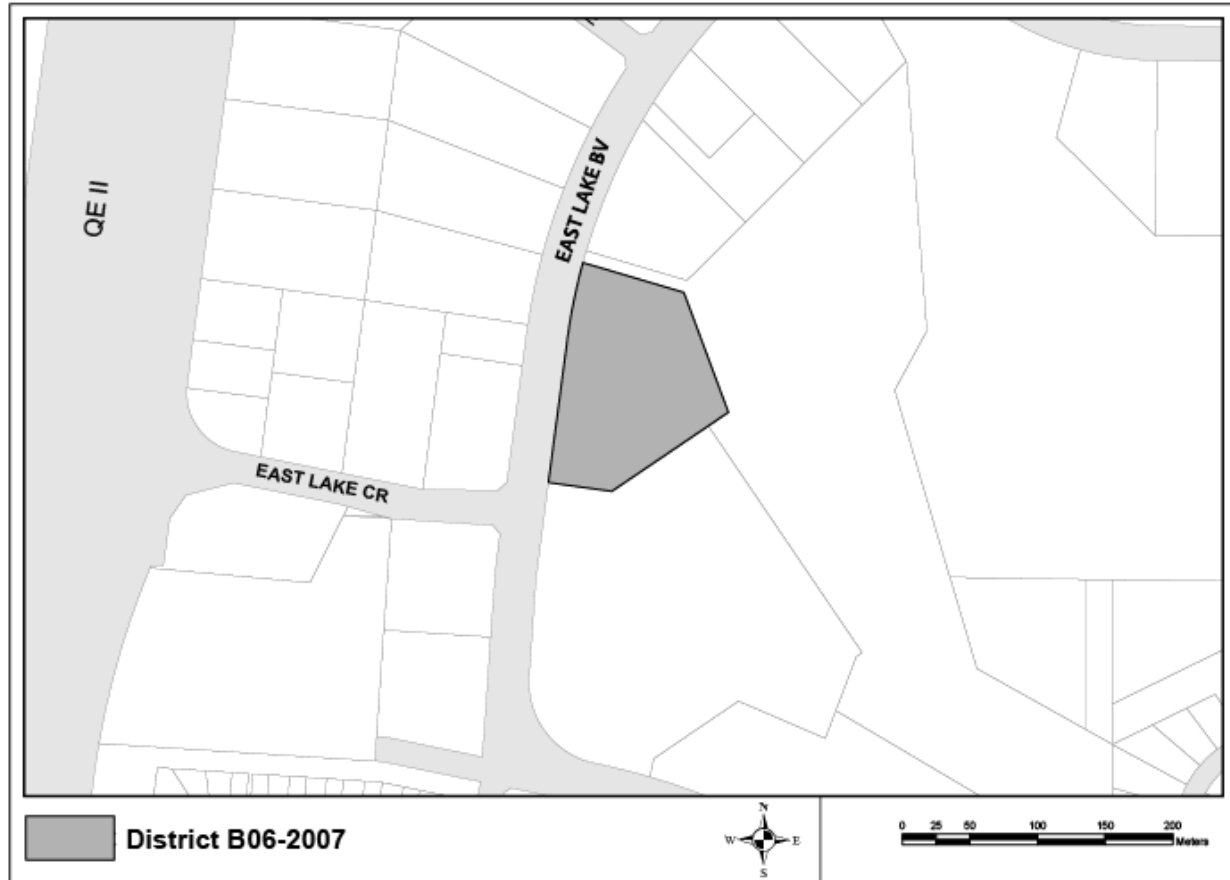 EAST LAKE BV
QE II
EAST LAKE CR
District B06-2007
N
W E
S
0 25 50 100 150 200
Meters